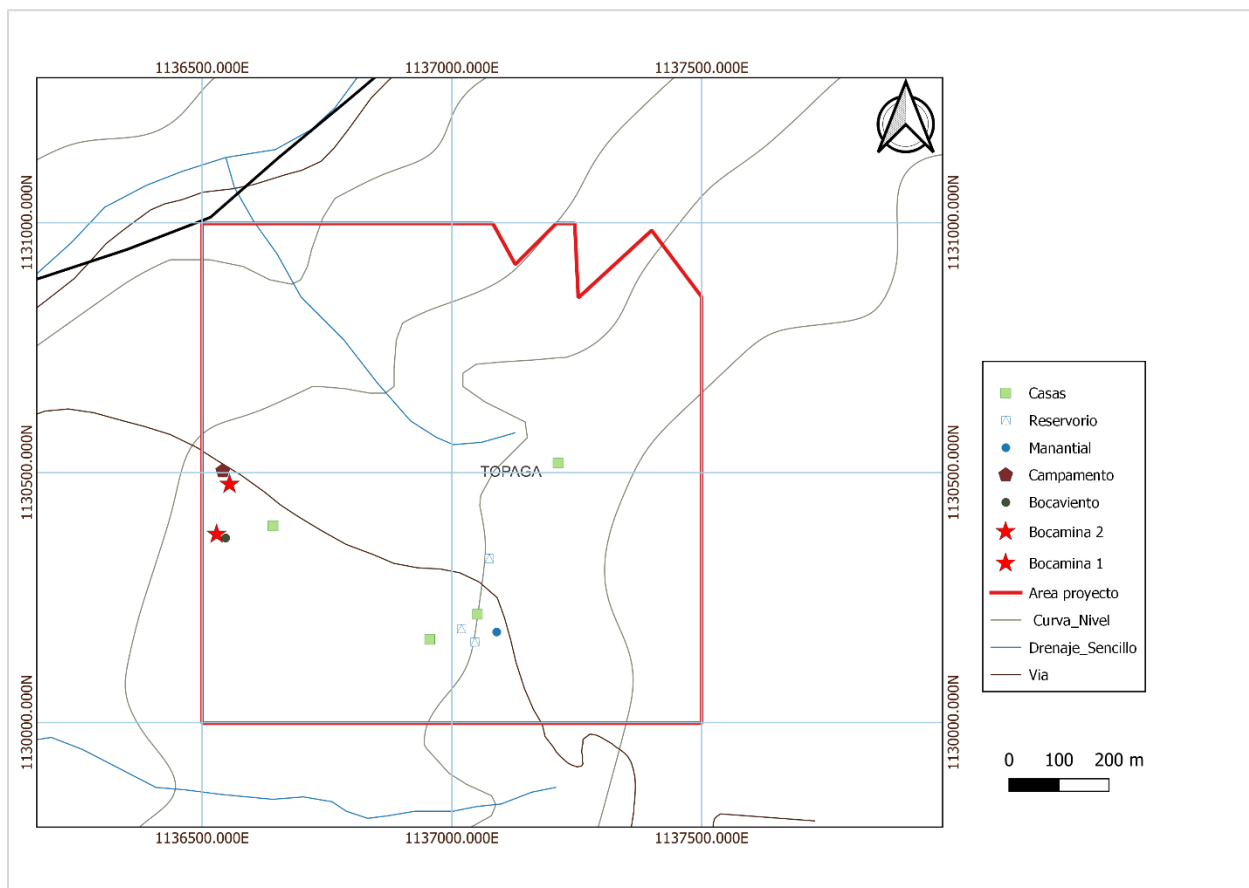 1136500.000E 1137000.000E 1137500.000E
1131000.000N 1131000.000N
1130500.000N 1130500.000N
1130000.000N 1130000.000N
TOPAGA
1136500.000E 1137000.000E 1137500.000E
Casas
Reservorio
Manantial
Campamento
Bocaviento
Bocamina 2
Bocamina 1
Area proyecto
Curva_Nivel
Drenaje_Sencillo
Via
0 100 200 m